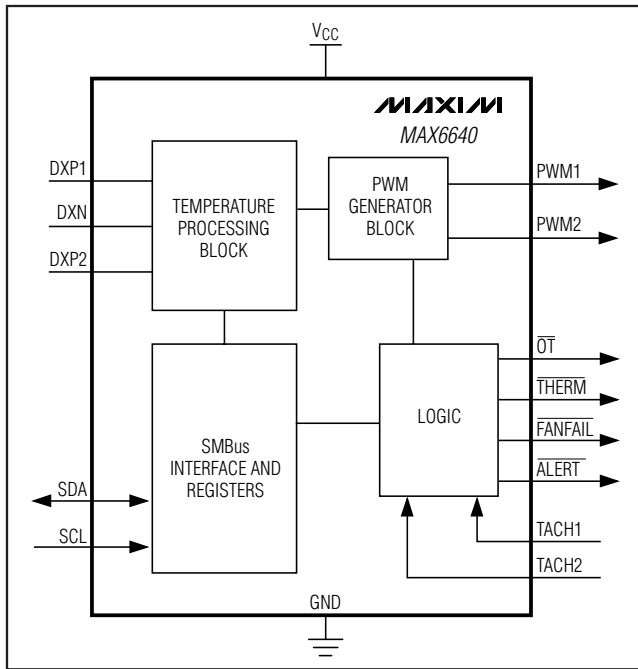 VCC
MAXIM
MAX6640
DXP1
DXN
DXP2
TEMPERATURE
PROCESSING
BLOCK
PWM
GENERATOR
BLOCK
PWM1
PWM2
SMBus
INTERFACE AND
REGISTERS
LOGIC
OT
THERM
FANFAIL
ALERT
SDA
SCL
TACH1
TACH2
GND